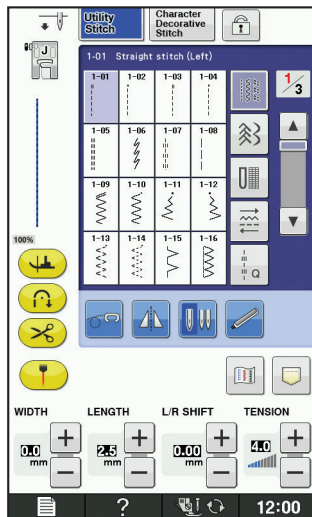 Utility Stitch
Character Decorative Stitch
J
1-01 Straight stitch (Left)
1-01 1-02 1-03 1-04
1/3
1-05 1-06 1-07 1-08
1-09 1-10 1-11 1-12
1-13 1-14 1-15 1-16
Q
100%
WIDTH LENGTH L/R SHIFT TENSION
0.0 mm + − 2.5 mm + − 0.00 mm + − 4.0 + −
? 12:00